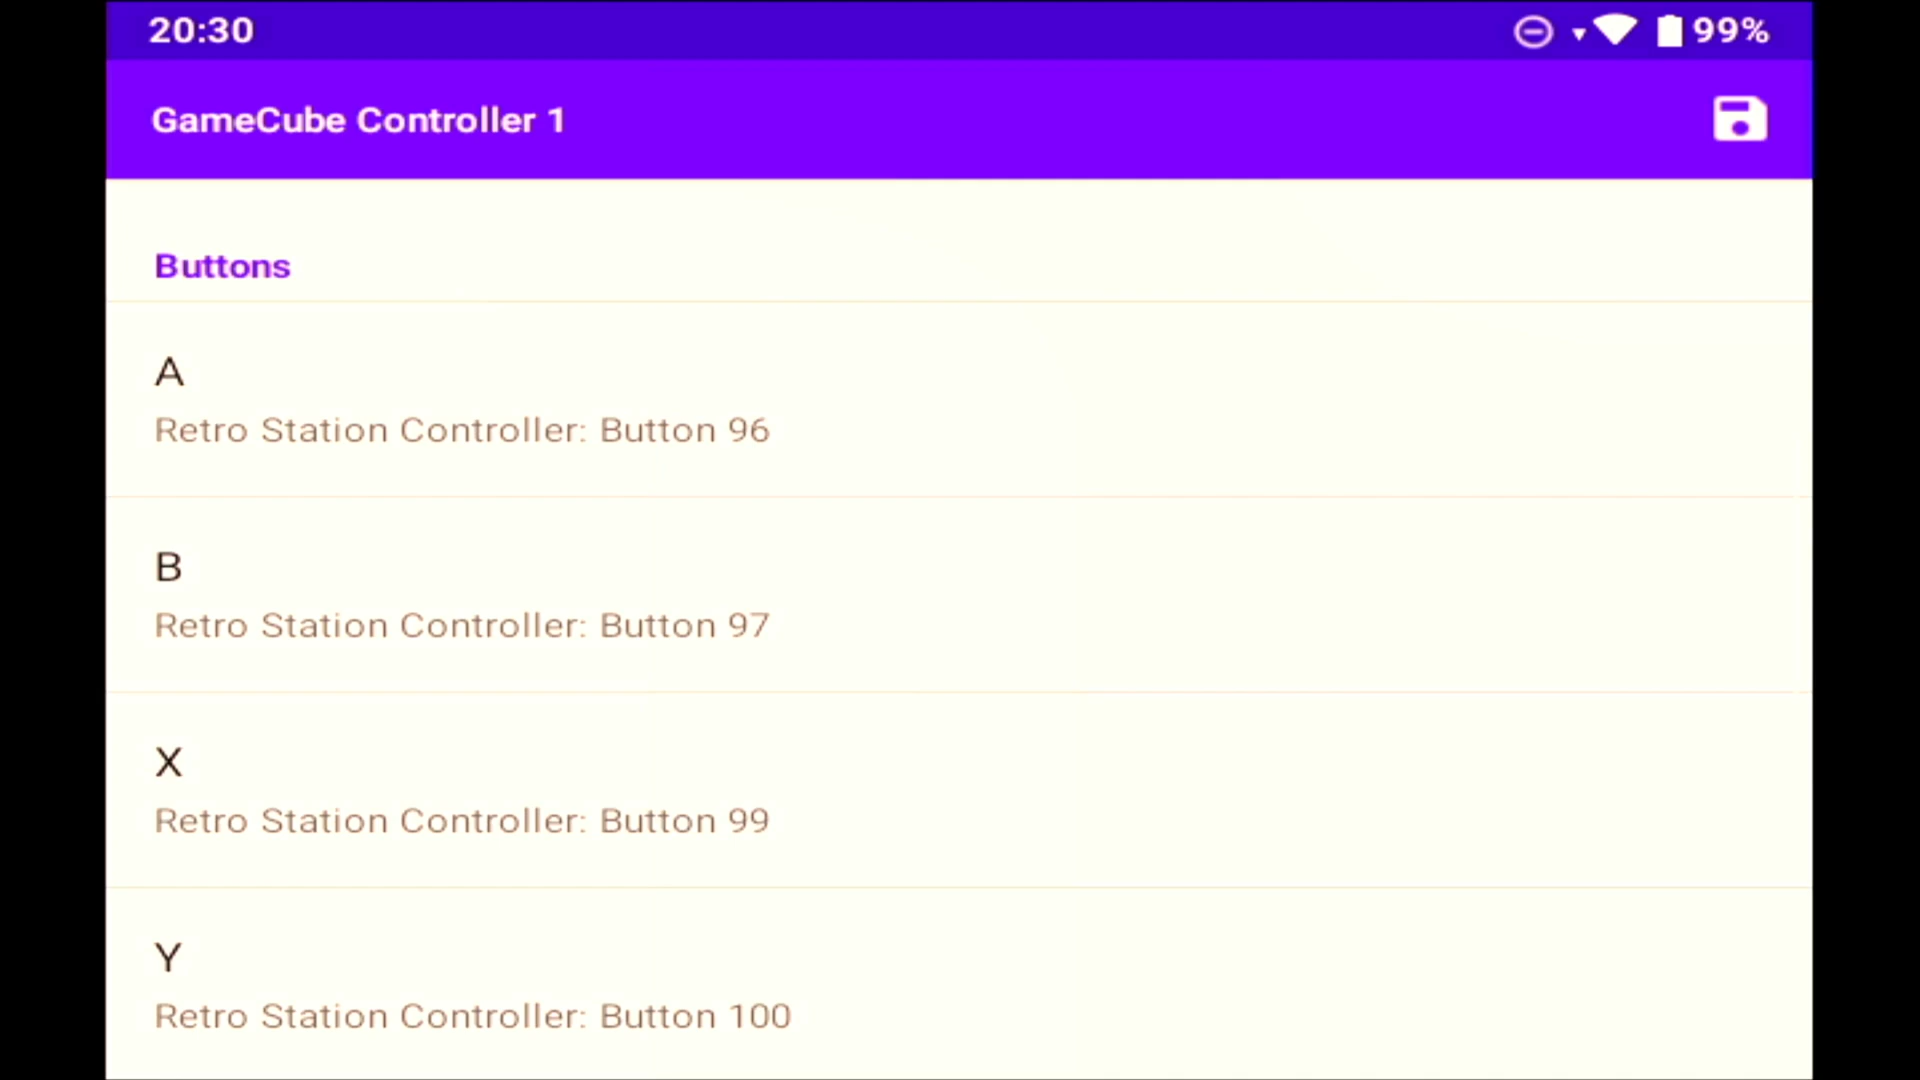 20:30
99%
GameCube Controller 1
Buttons
A
Retro Station Controller: Button 96
B
Retro Station Controller: Button 97
X
Retro Station Controller: Button 99
Y
Retro Station Controller: Button 100